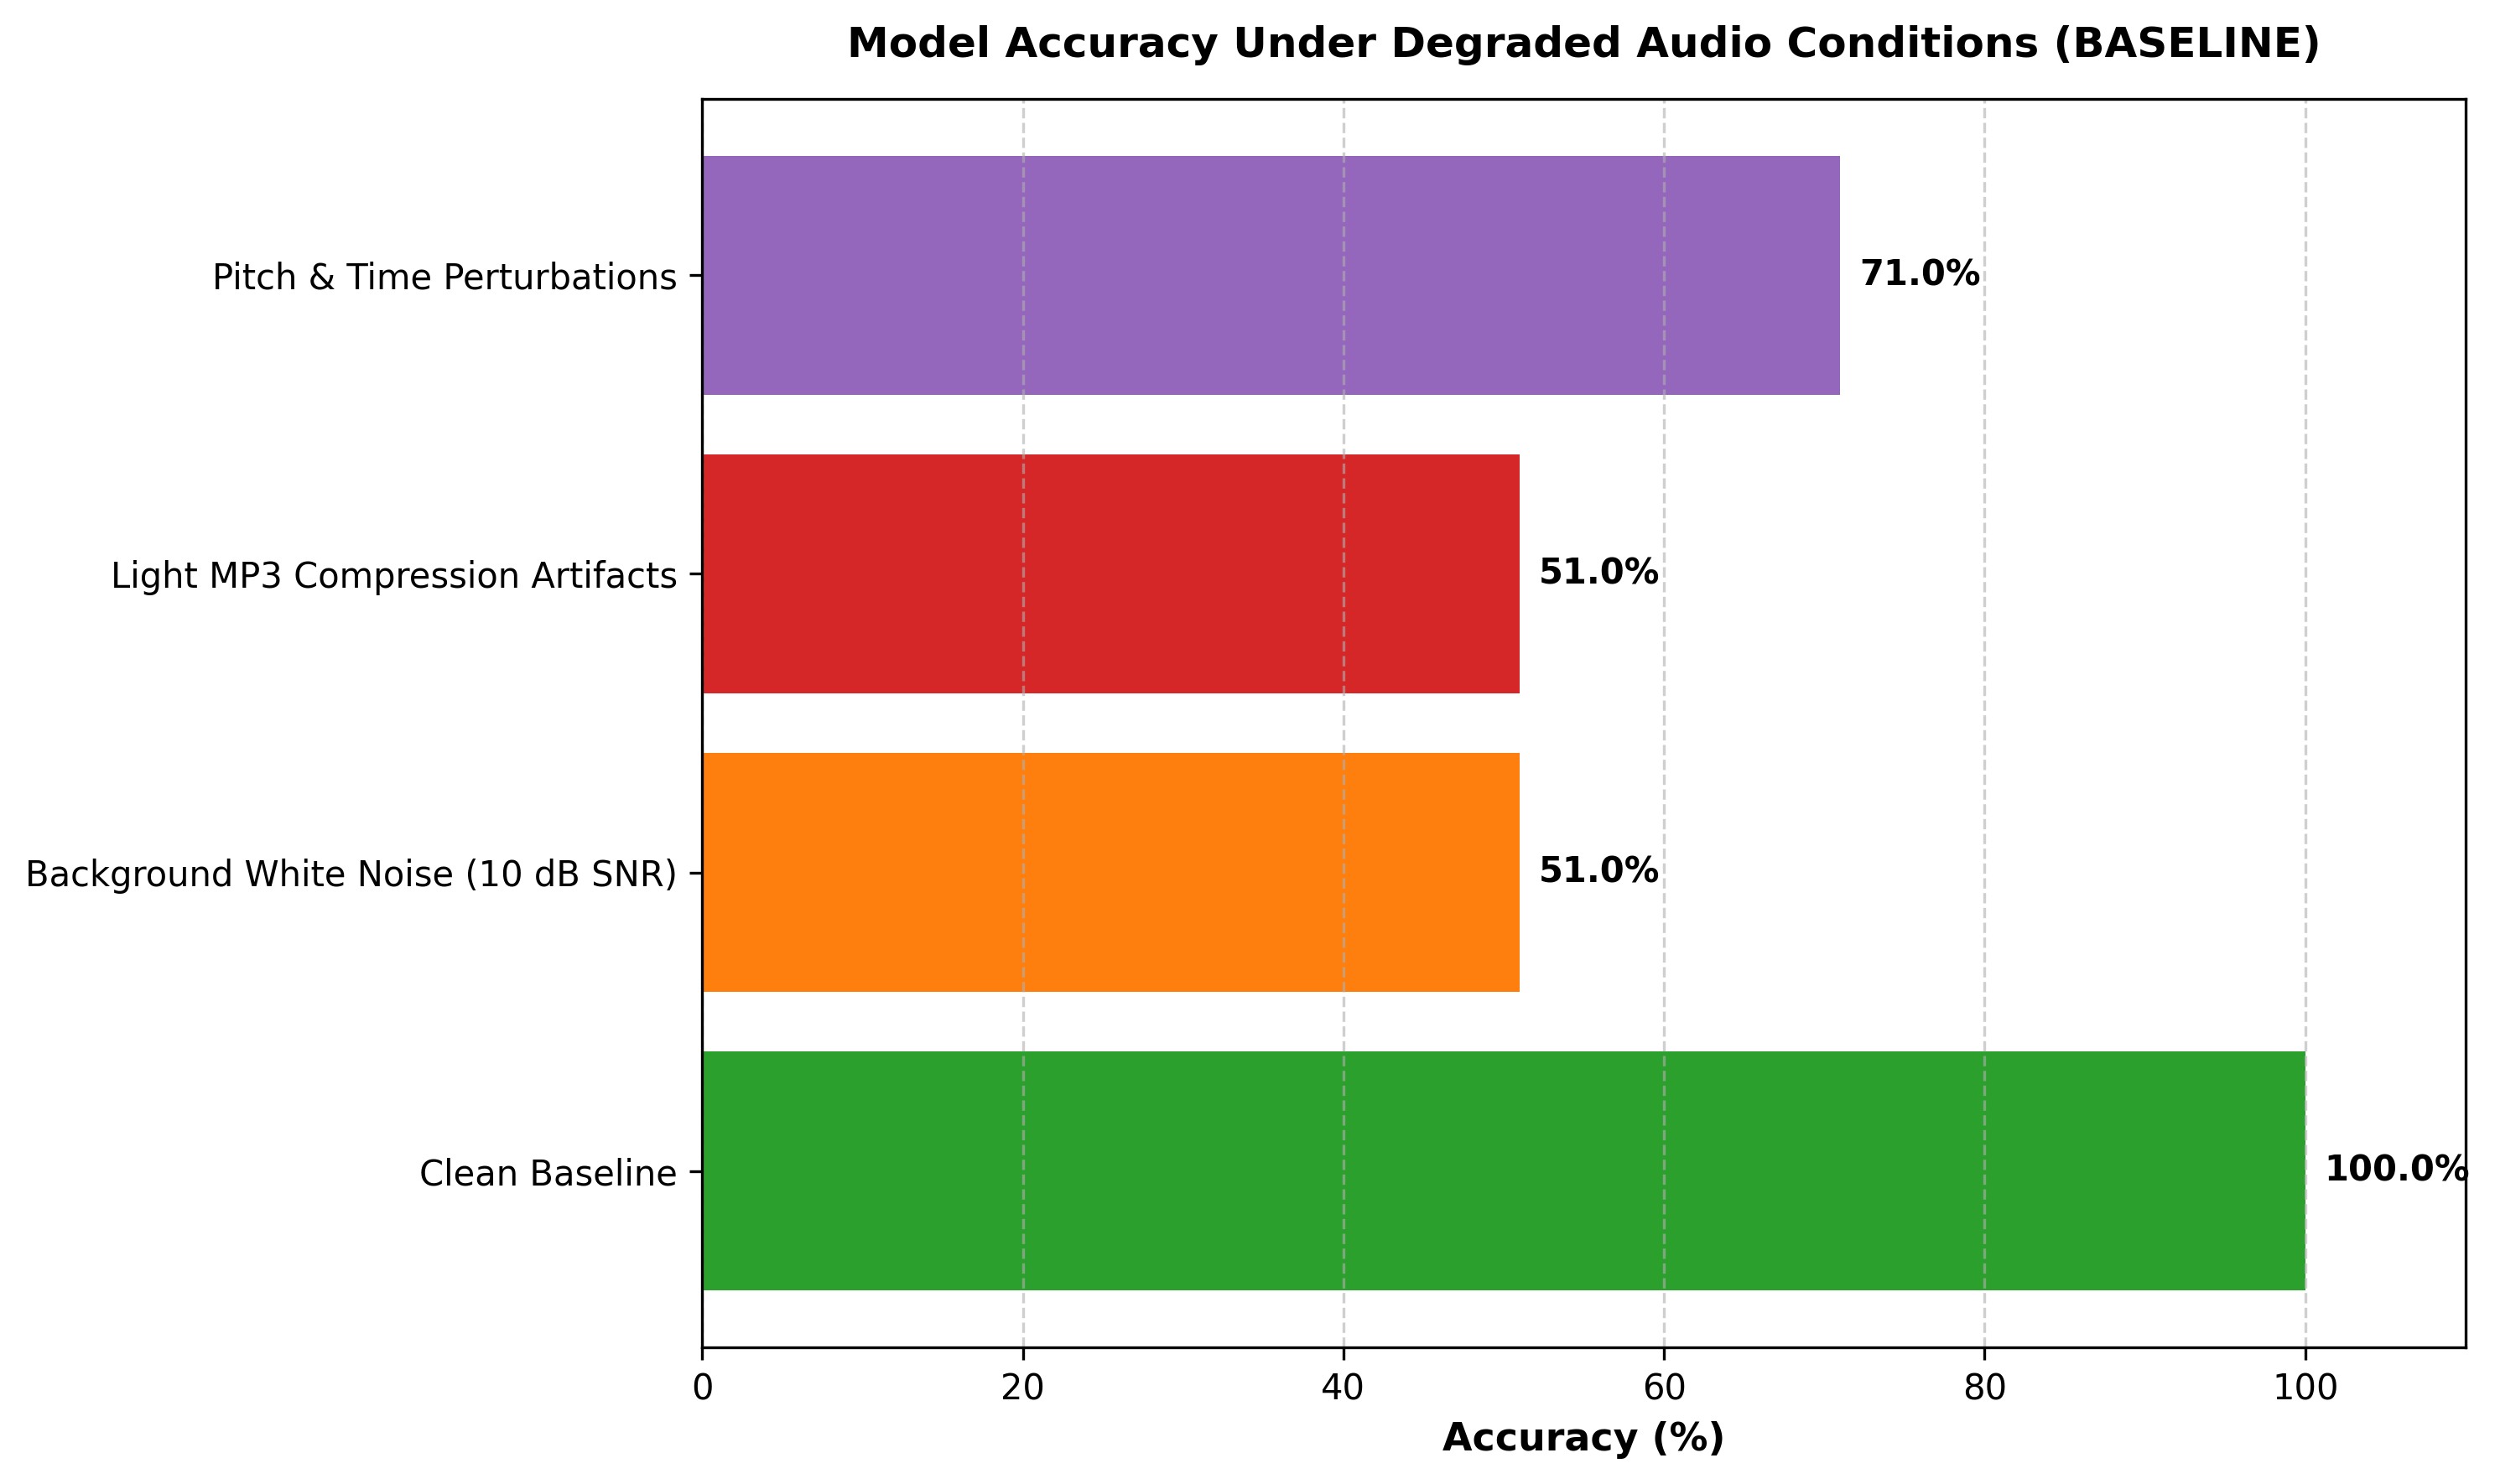 Model Accuracy Under Degraded Audio Conditions (BASELINE)
Pitch & Time Perturbations
71.0%
Light MP3 Compression Artifacts
51.0%
Background White Noise (10 dB SNR)
51.0%
Clean Baseline
100.0%
0 20 40 60 80 100
Accuracy (%)